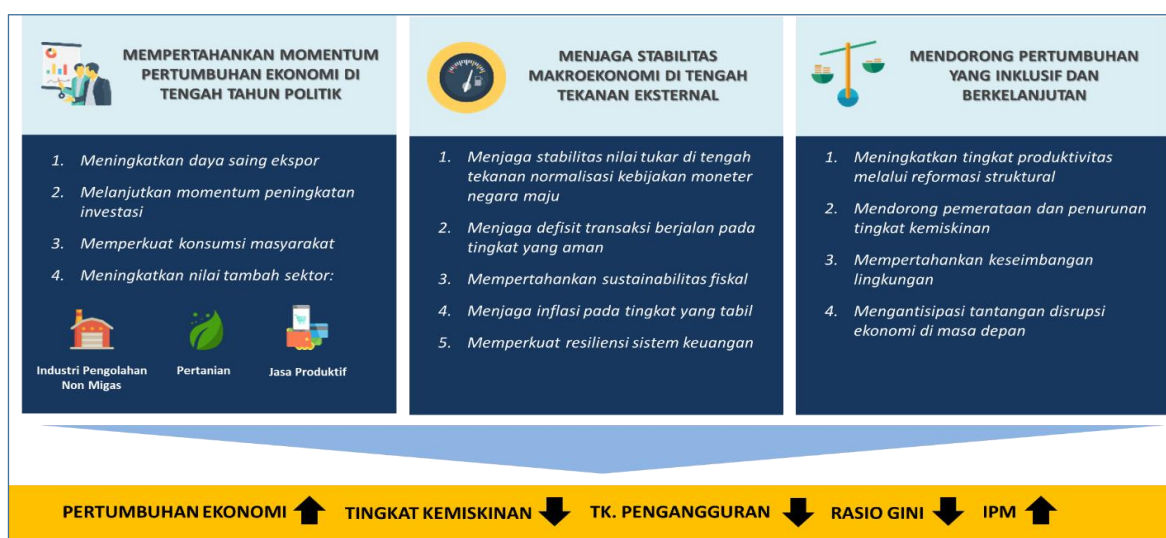 MEMPERTAHANKAN MOMENTUM
PERTUMBUHAN EKONOMI DI
TENGAH TAHUN POLITIK
1. Meningkatkan daya saing ekspor
2. Melanjutkan momentum peningkatan
investasi
3. Memperkuat konsumsi masyarakat
4. Meningkatkan nilai tambah sektor:
Industri Pengolahan
Non Migas
Pertanian
Jasa Produktif
MENJAGA STABILITAS
MAKROEKONOMI DI TENGAH
TEKANAN EKSTERNAL
1. Menjaga stabilitas nilai tukar di tengah
tekanan normalisasi kebijakan moneter
negara maju
2. Menjaga defisit transaksi berjalan pada
tingkat yang aman
3. Mempertahankan sustainabilitas fiskal
4. Menjaga inflasi pada tingkat yang tabil
5. Memperkuat resiliensi sistem keuangan
MENDORONG PERTUMBUHAN
YANG INKLUSIF DAN
BERKELANJUTAN
1. Meningkatkan tingkat produktivitas
melalui reformasi struktural
2. Mendorong pemerataan dan penurunan
tingkat kemiskinan
3. Mempertahankan keseimbangan
lingkungan
4. Mengantisipasi tantangan disrupsi
ekonomi di masa depan
PERTUMBUHAN EKONOMI TINGKAT KEMISKINAN TK. PENGANGGURAN RASIO GINI IPM